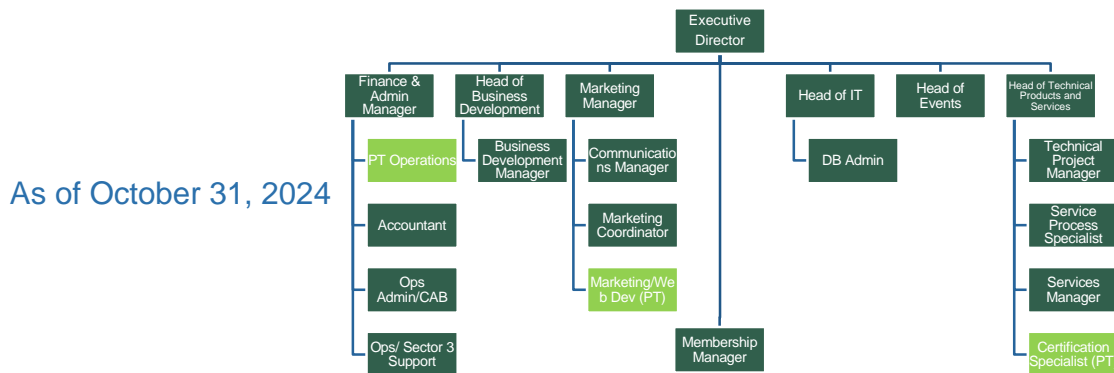 Executive
Director
Finance &
Admin
Manager
Head of
Business
Development
Marketing
Manager
Head of IT
Head of
Events
Head of Technical
Products and
Services
PT Operations
Business
Development
Manager
Communicatio
ns Manager
DB Admin
Technical
Project
Manager
As of October 31, 2024
Accountant
Marketing
Coordinator
Service
Process
Specialist
Ops
Admin/CAB
Marketing/We
b Dev (PT)
Services
Manager
Ops/ Sector 3
Support
Membership
Manager
Certification
Specialist (PT